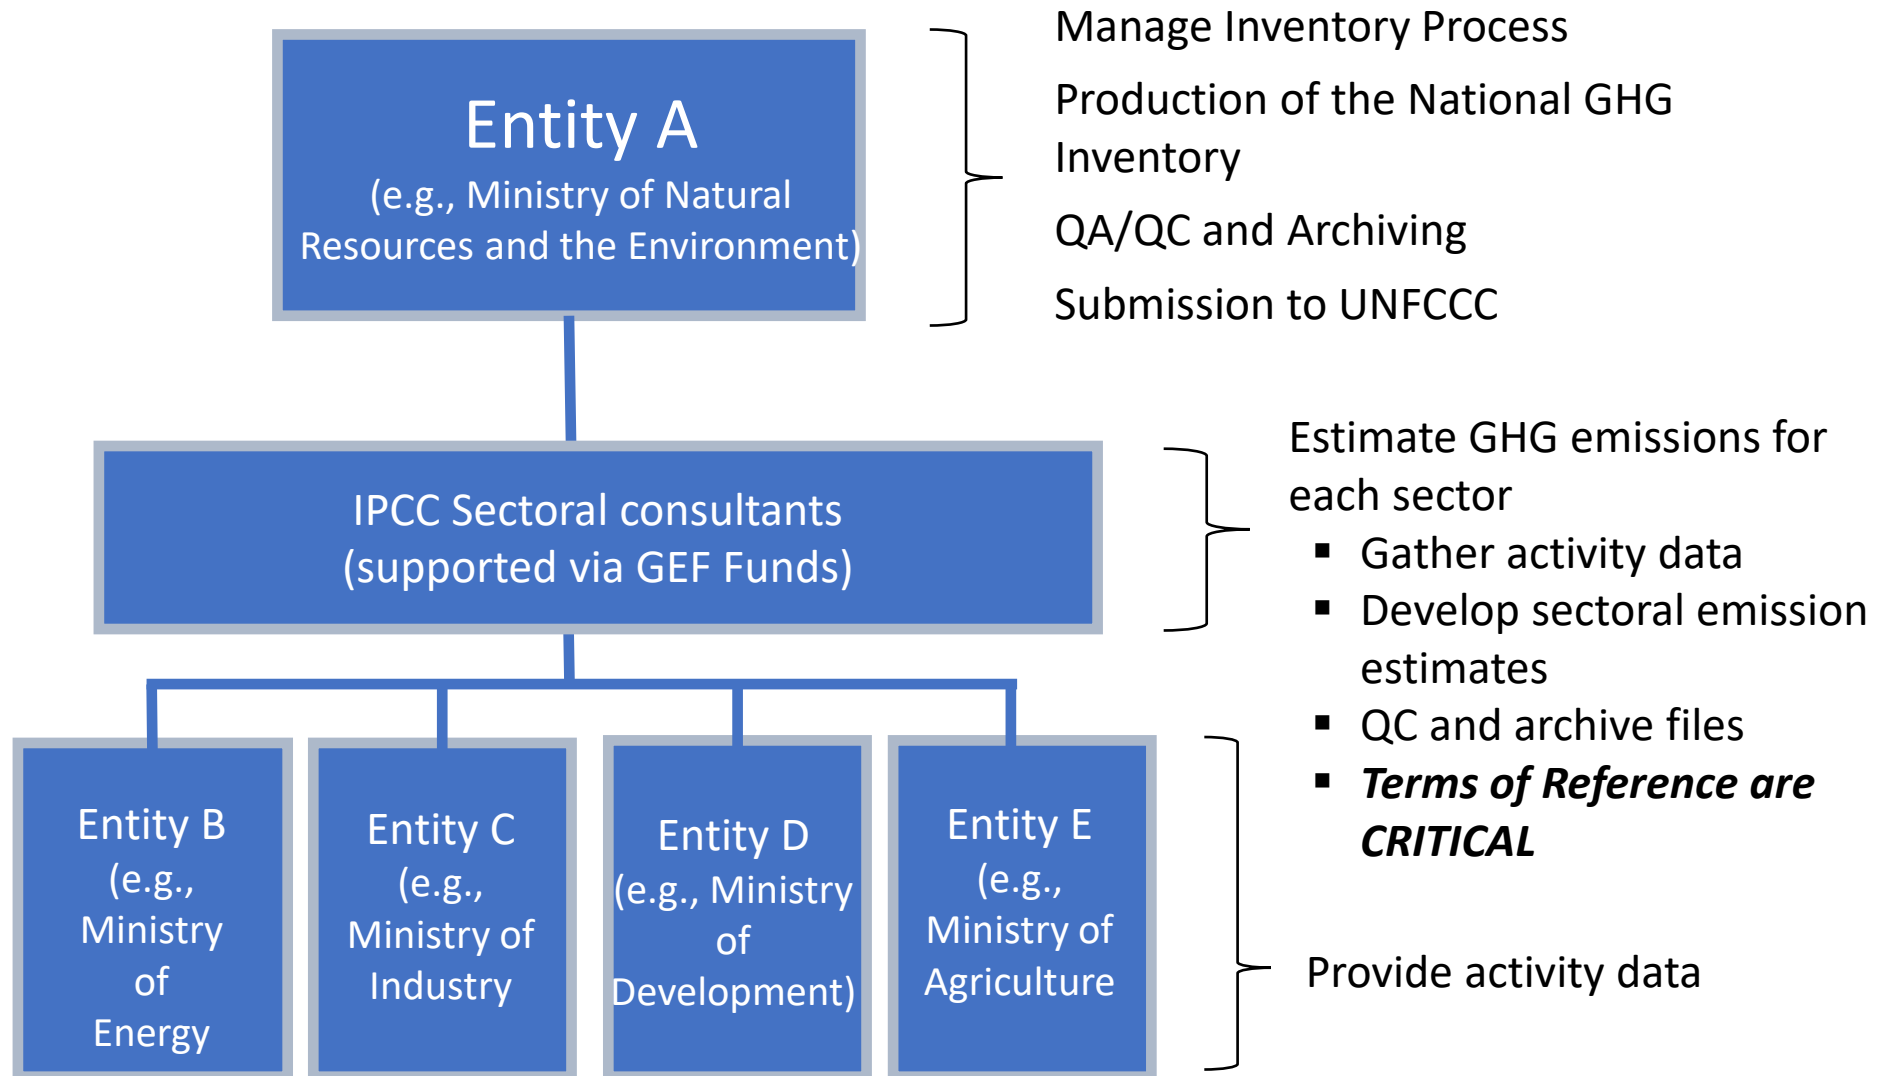 Entity A
(e.g., Ministry of Natural
Resources and the Environment)
Manage Inventory Process
Production of the National GHG
Inventory
QA/QC and Archiving
Submission to UNFCCC
IPCC Sectoral consultants
(supported via GEF Funds)
Estimate GHG emissions for
each sector
▪ Gather activity data
▪ Develop sectoral emission
estimates
▪ QC and archive files
▪ Terms of Reference are
CRITICAL
Entity B
(e.g.,
Ministry
of
Energy
Entity C
(e.g.,
Ministry of
Industry
Entity D
(e.g., Ministry
of
Development)
Entity E
(e.g.,
Ministry of
Agriculture
Provide activity data